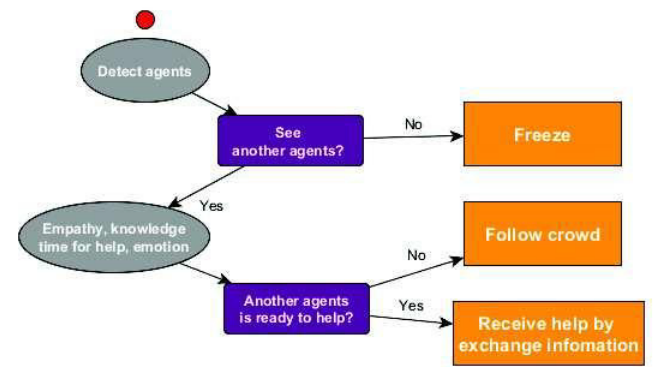 Detect agents
See
another agents?
No
Freeze
Yes
Empathy, knowledge
time for help, emotion
Follow crowd
No
Another agents
is ready to help?
Yes
Receive help by
exchange infomation